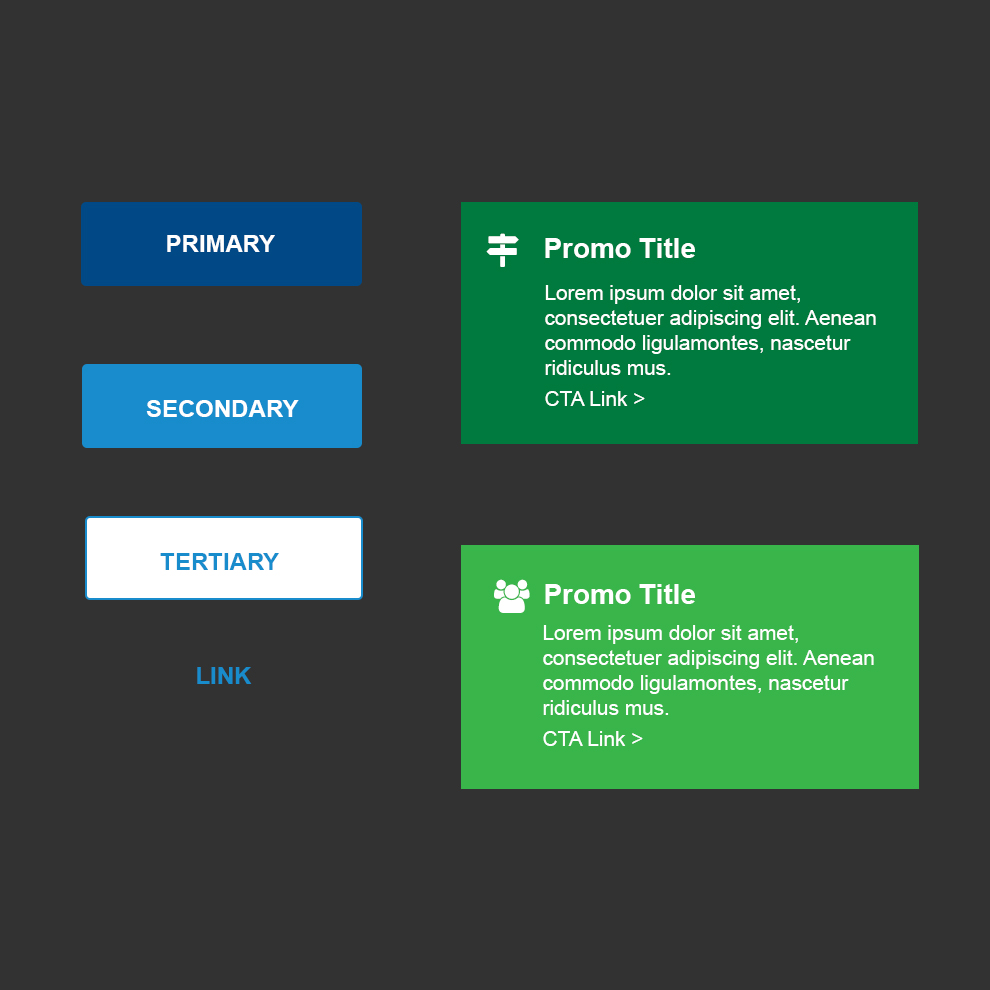 PRIMARY
SECONDARY
TERTIARY
LINK
Promo Title
Lorem ipsum dolor sit amet,
consectetuer adipiscing elit. Aenean
commodo ligulamontes, nascetur
ridiculus mus.
CTA Link >
Promo Title
Lorem ipsum dolor sit amet,
consectetuer adipiscing elit. Aenean
commodo ligulamontes, nascetur
ridiculus mus.
CTA Link >